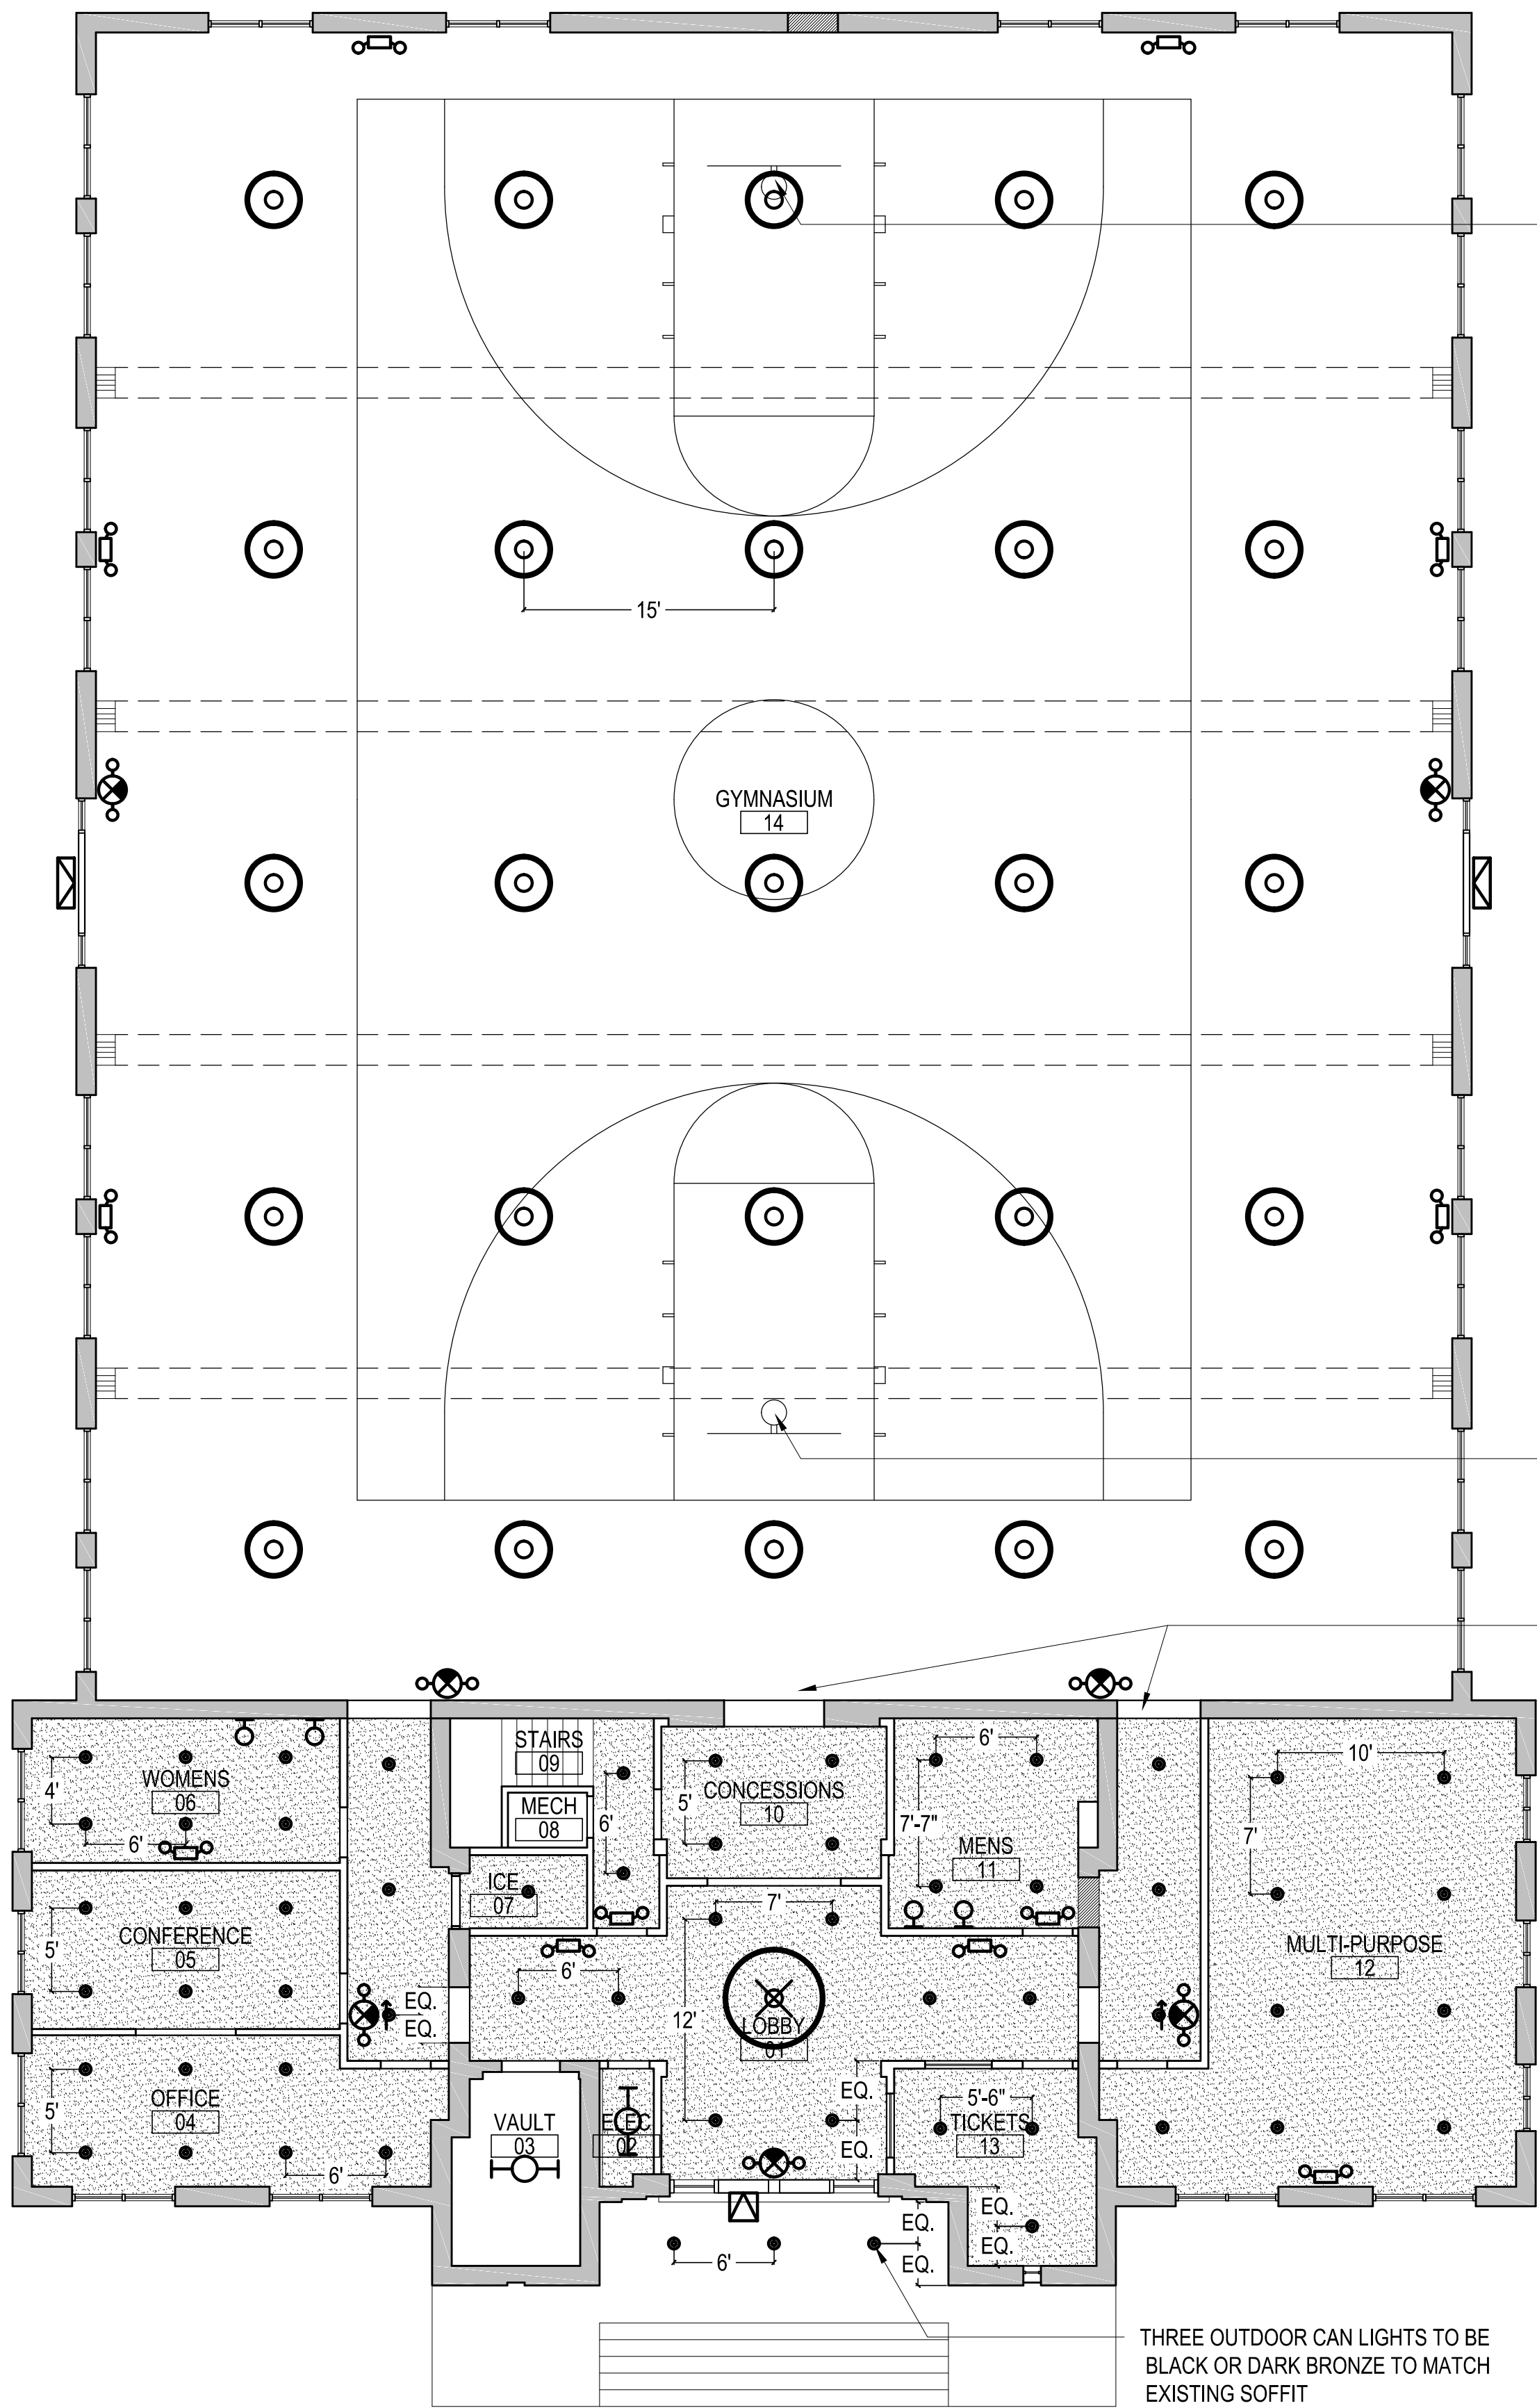 15'
GYMNASIUM
14
STAIRS
09
6'
10'
WOMENS
06
4'
CONCESSIONS
10
5'
MECH
08
6'
7'-7"
7'
MENS
11
6'
ICE
07
7'
CONFERENCE
05
5'
MULTI-PURPOSE
12
6'
EQ.
EQ.
12'
LOBBY
01
EQ.
5'-6"
OFFICE
04
5'
VAULT
03
ELEC
02
TICKETS
13
EQ.
6'
EQ.
EQ.
EQ.
EQ.
6'
THREE OUTDOOR CAN LIGHTS TO BE
BLACK OR DARK BRONZE TO MATCH
EXISTING SOFFIT